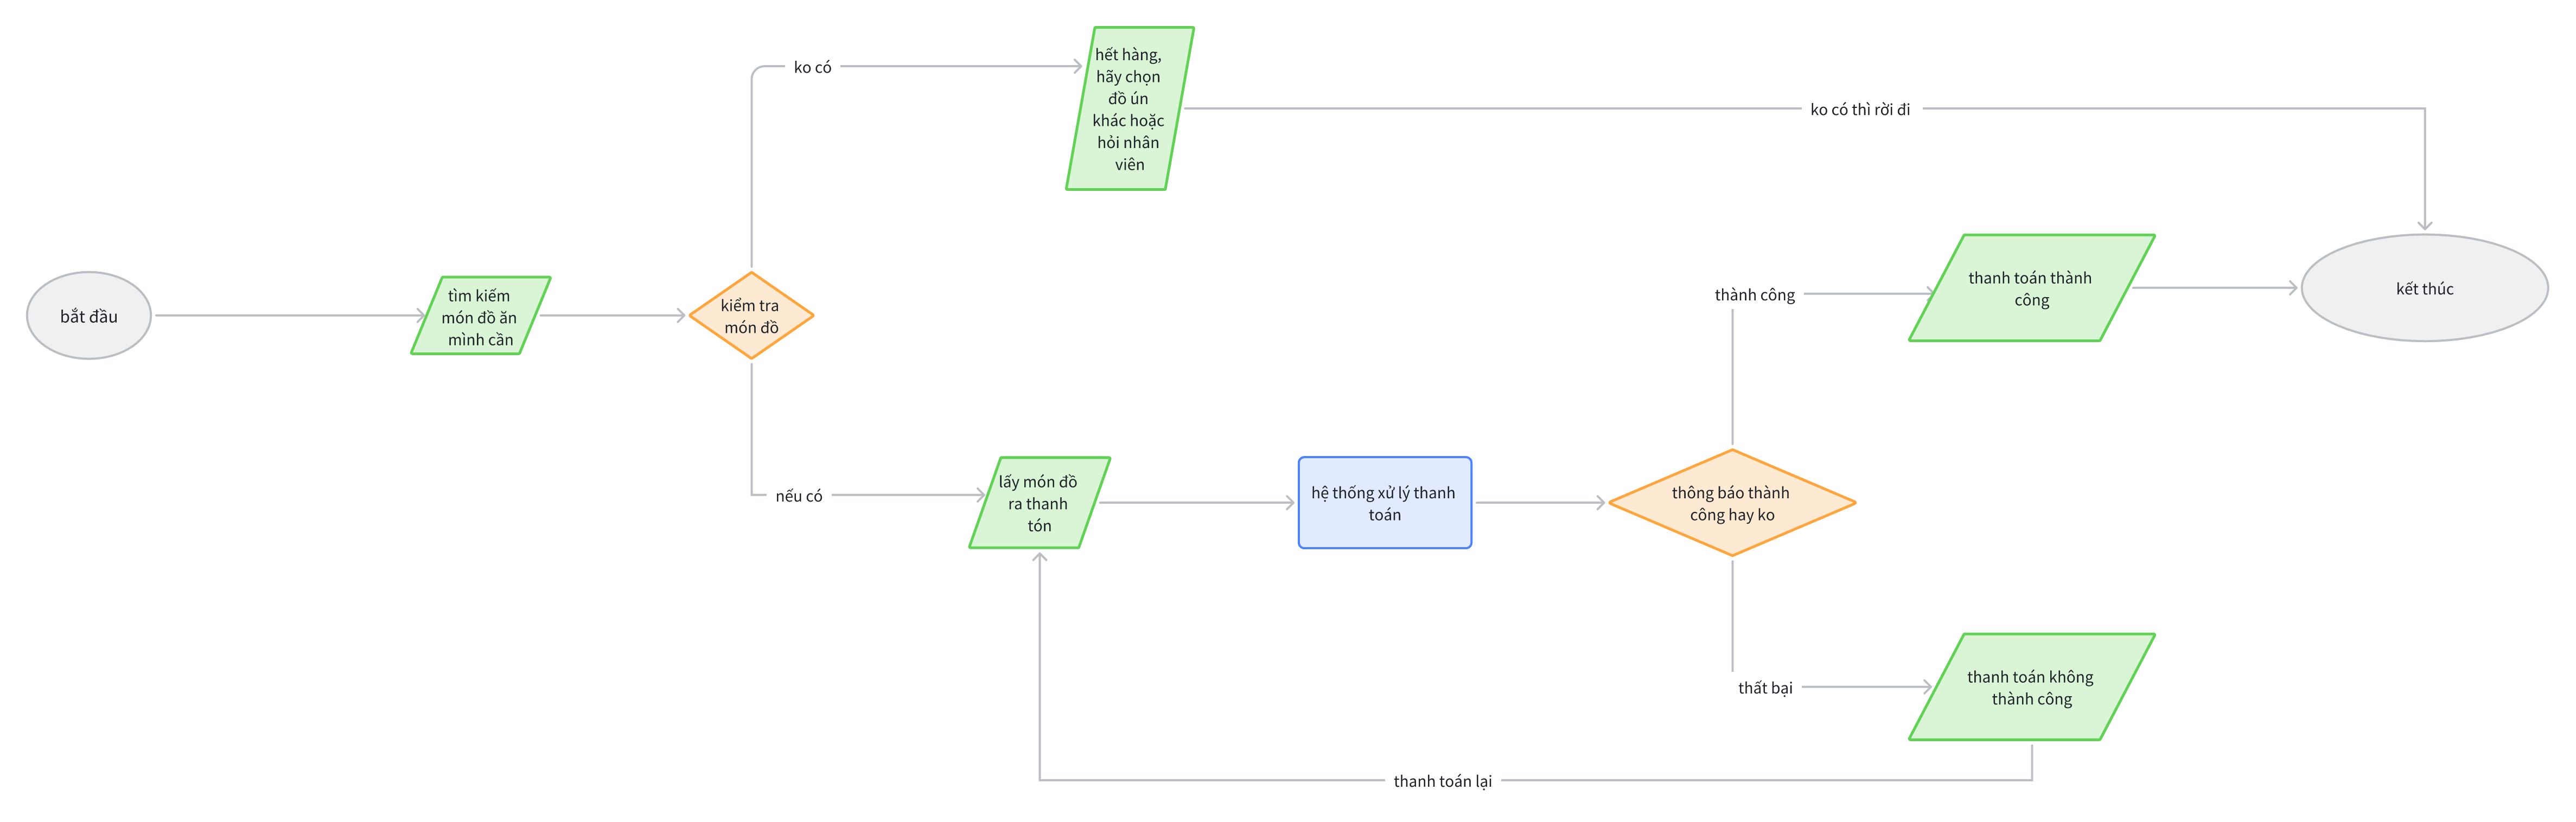 ko có
hết hàng,
hãy chọn
đồ ún
khác hoặc
hỏi nhân
viên
ko có thì rời đi
bắt đầu
tìm kiếm
món đồ ăn
mình cần
kiểm tra
món đồ
thành công
thanh toán thành
công
kết thúc
nếu có
lấy món đồ
ra thanh
tón
hệ thống xử lý thanh
toán
thông báo thành
công hay ko
thất bại
thanh toán không
thành công
thanh toán lại